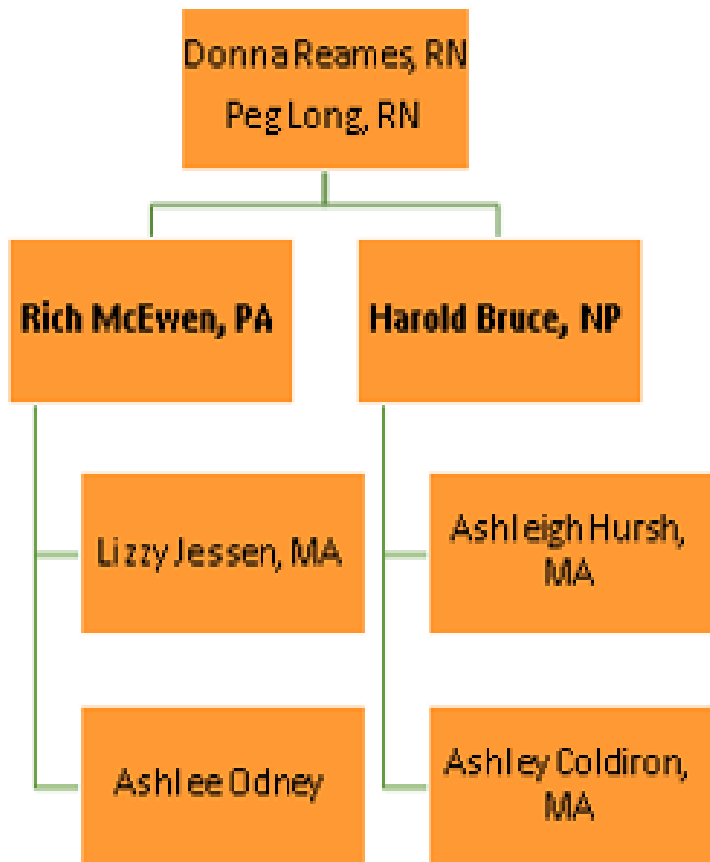 Donna Reames, RN
Peg Long, RN
Rich McEwen, PA
Harold Bruce, NP
Lizzy Jessen, MA
Ashleigh Hursh,
MA
Ashlee Odney
Ashley Coldiron,
MA